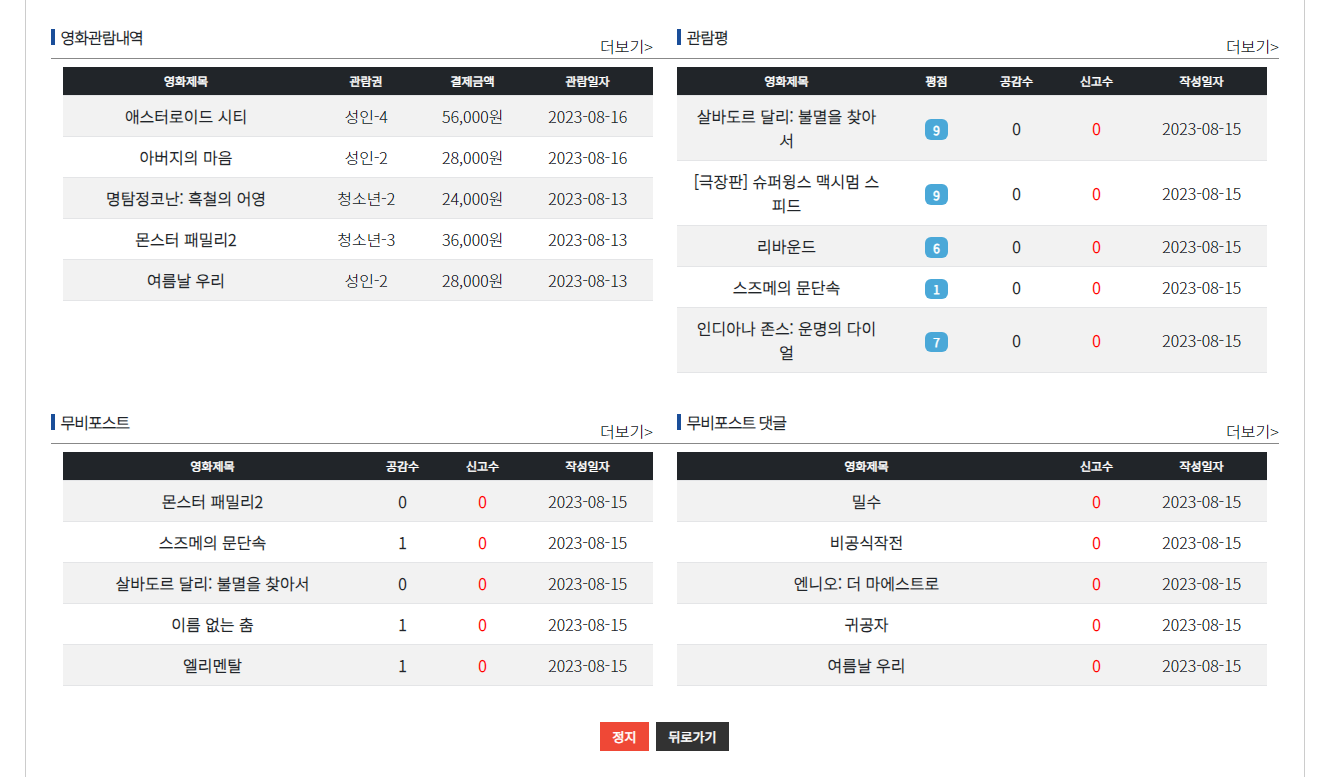 영화관람내역
더보기>
영화제목 관람권 결제금액 관람일자
애스터로이드 시티 성인-4 56,000원 2023-08-16
아버지의 마음 성인-2 28,000원 2023-08-16
명탐정코난: 흑철의 어영 청소년-2 24,000원 2023-08-13
몬스터 패밀리2 청소년-3 36,000원 2023-08-13
여름날 우리 성인-2 28,000원 2023-08-13
관람평
더보기>
영화제목 평점 공감수 신고수 작성일자
살바도르 달리: 불멸을 찾아
서 9 0 0 2023-08-15
[극장판] 슈퍼윙스 맥시멈 스
피드 9 0 0 2023-08-15
리바운드 6 0 0 2023-08-15
스즈메의 문단속 1 0 0 2023-08-15
인디아나 존스: 운명의 다이
얼 7 0 0 2023-08-15
무비포스트
더보기>
영화제목 공감수 신고수 작성일자
몬스터 패밀리2 0 0 2023-08-15
스즈메의 문단속 1 0 2023-08-15
살바도르 달리: 불멸을 찾아서 0 0 2023-08-15
이름 없는 춤 1 0 2023-08-15
엘리멘탈 1 0 2023-08-15
무비포스트 댓글
더보기>
영화제목 신고수 작성일자
밀수 0 2023-08-15
비공식작전 0 2023-08-15
엔니오: 더 마에스트로 0 2023-08-15
귀공자 0 2023-08-15
여름날 우리 0 2023-08-15
정지 뒤로가기